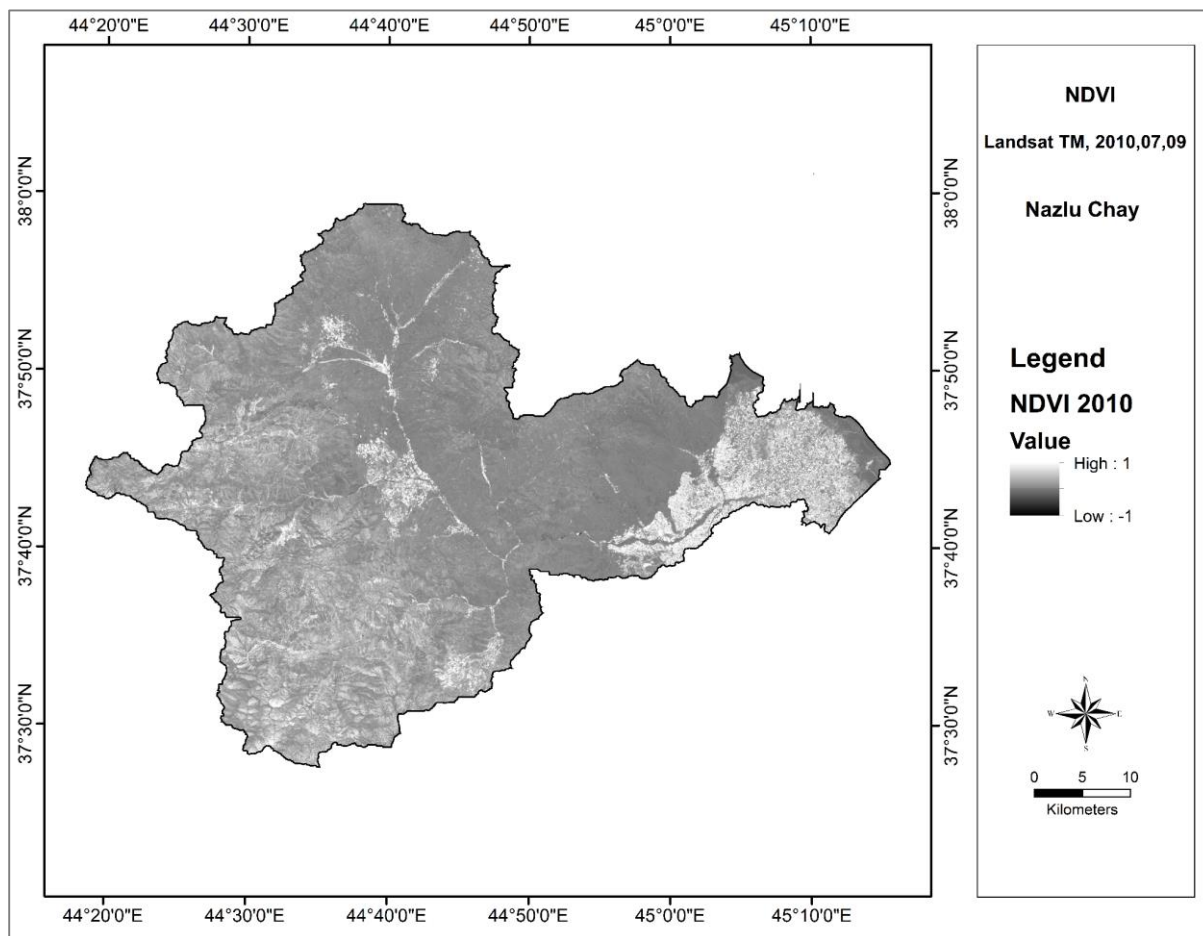 44°20'0"E 44°30'0"E 44°40'0"E 44°50'0"E 45°0'0"E 45°10'0"E
38°0'0"N
37°50'0"N
37°40'0"N
37°30'0"N
38°0'0"N
37°50'0"N
37°40'0"N
37°30'0"N
44°20'0"E 44°30'0"E 44°40'0"E 44°50'0"E 45°0'0"E 45°10'0"E
NDVI
Landsat TM, 2010,07,09
Nazlu Chay
Legend
NDVI 2010
Value
High : 1
Low : -1
N
W E
S
0 5 10
Kilometers